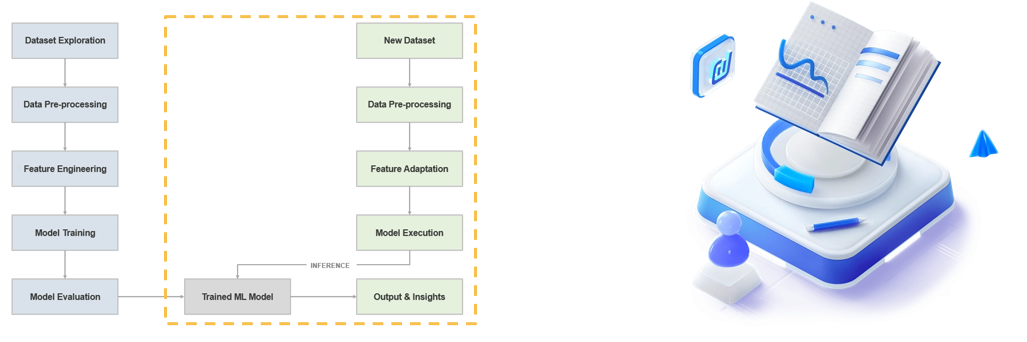 Dataset Exploration
Data Pre-processing
Feature Engineering
Model Training
Model Evaluation
Trained ML Model
New Dataset
Data Pre-processing
Feature Adaptation
Model Execution
INFERENCE
Output & Insights